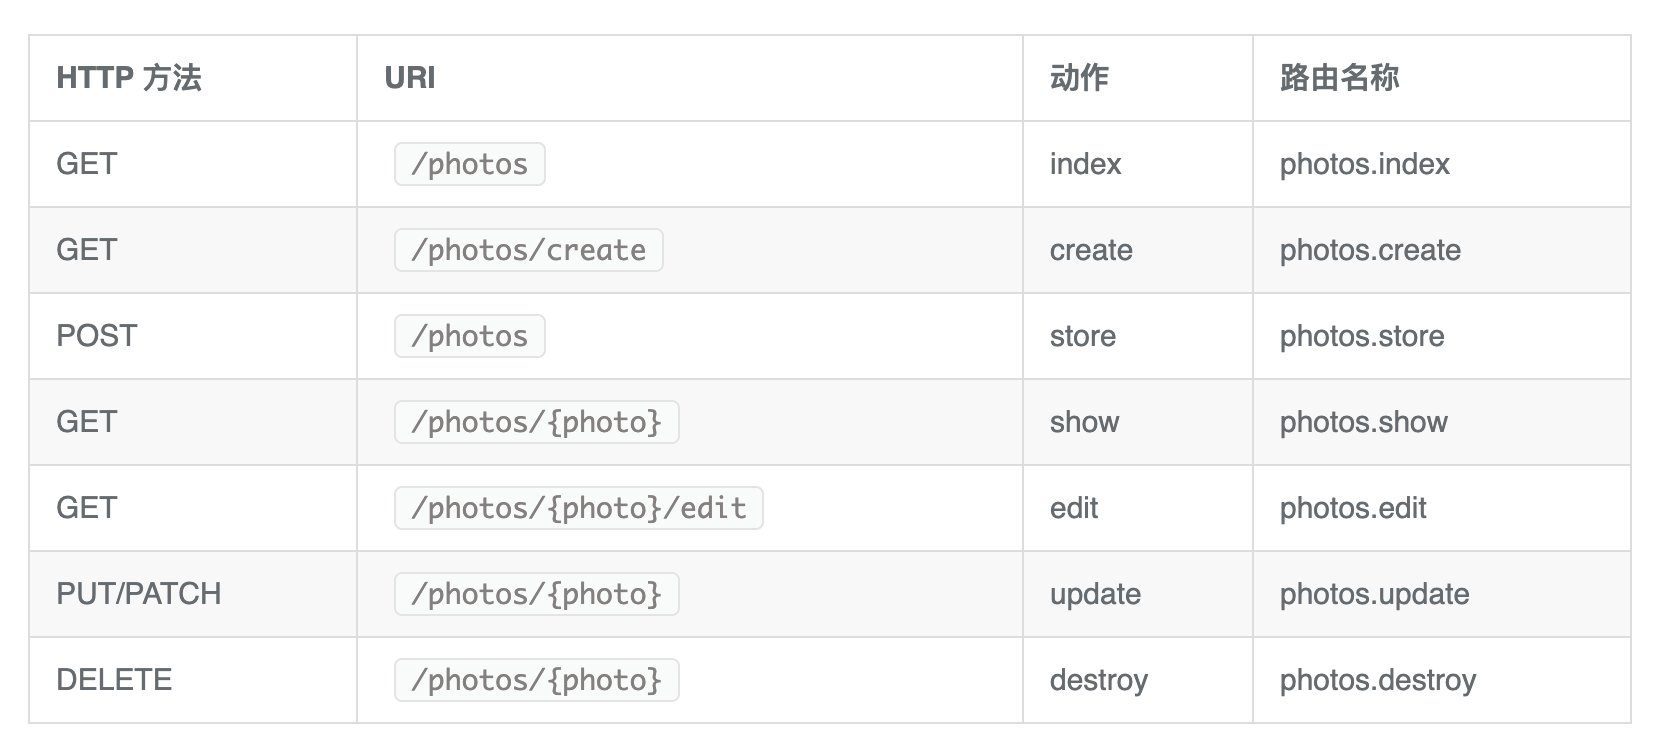 HTTP 方法 URI 动作 路由名称
GET /photos index photos.index
GET /photos/create create photos.create
POST /photos store photos.store
GET /photos/{photo} show photos.show
GET /photos/{photo}/edit edit photos.edit
PUT/PATCH /photos/{photo} update photos.update
DELETE /photos/{photo} destroy photos.destroy